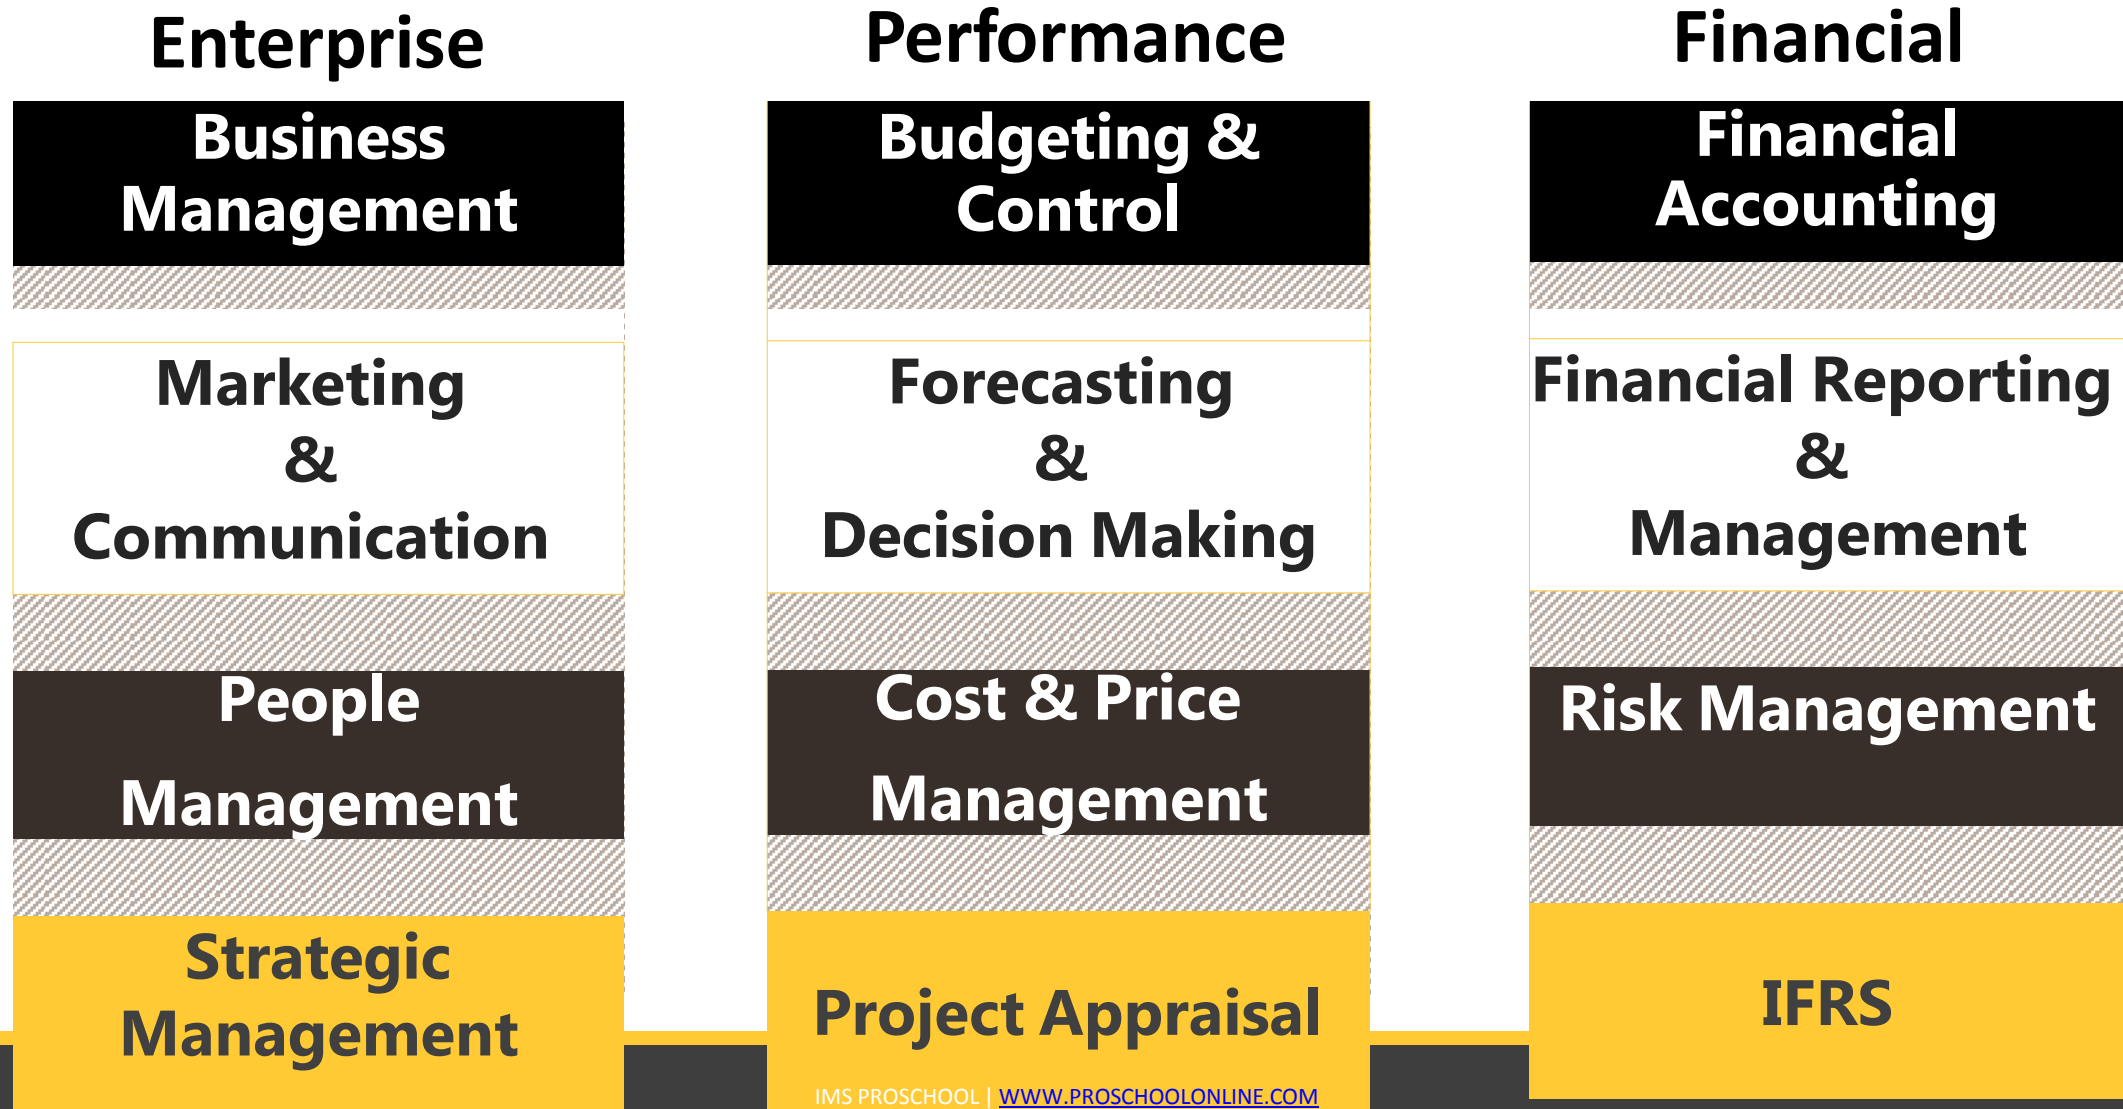 Enterprise
Business
Management
Marketing
&
Communication
People
Management
Strategic
Management
Performance
Budgeting &
Control
Forecasting
&
Decision Making
Cost & Price
Management
Project Appraisal
Financial
Financial
Accounting
Financial Reporting
&
Management
Risk Management
IFRS
IMS PROSCHOOL | WWW.PROSCHOOLONLINE.COM